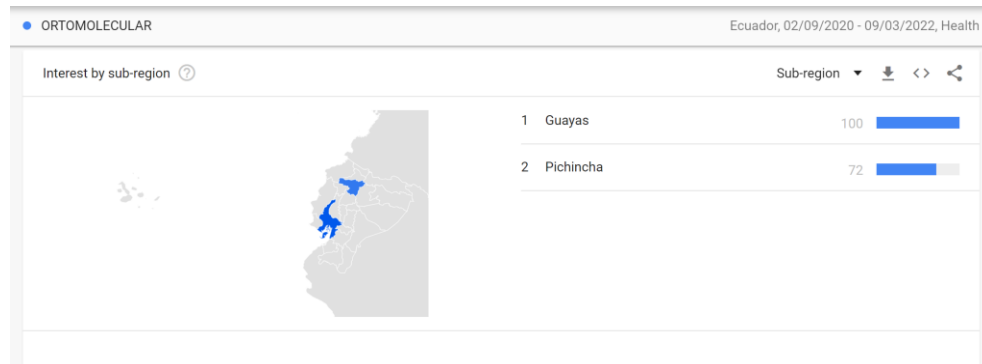 ORTOMOLECULAR
Ecuador, 02/09/2020 - 09/03/2022, Health
Interest by sub-region ?
Sub-region
1 Guayas 100
2 Pichincha 72